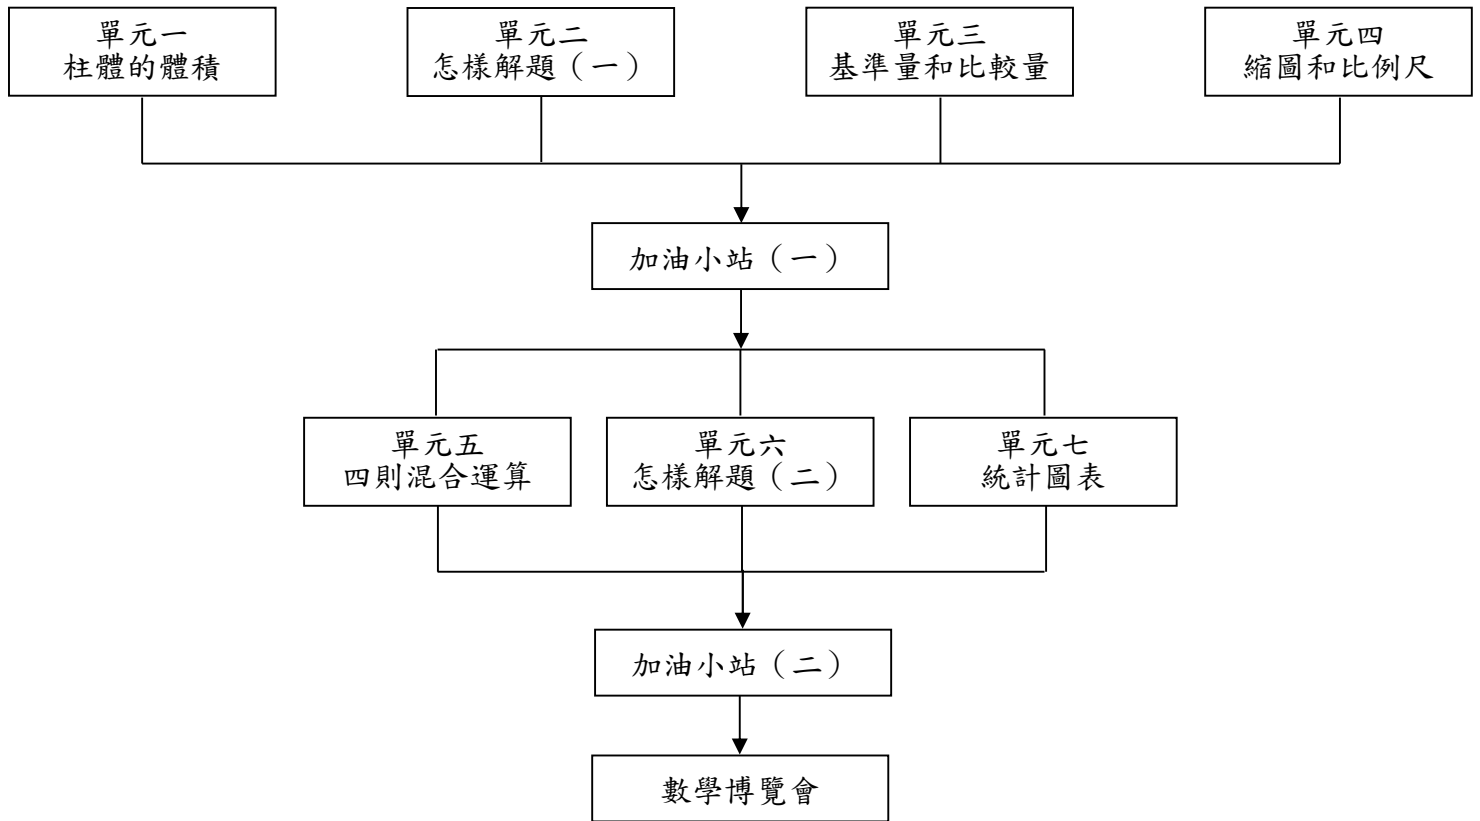 單元一
柱體的體積
單元二
怎樣解題（一）
單元三
基準量和比較量
單元四
縮圖和比例尺
加油小站（一）
單元五
四則混合運算
單元六
怎樣解題（二）
單元七
統計圖表
加油小站（二）
數學博覽會